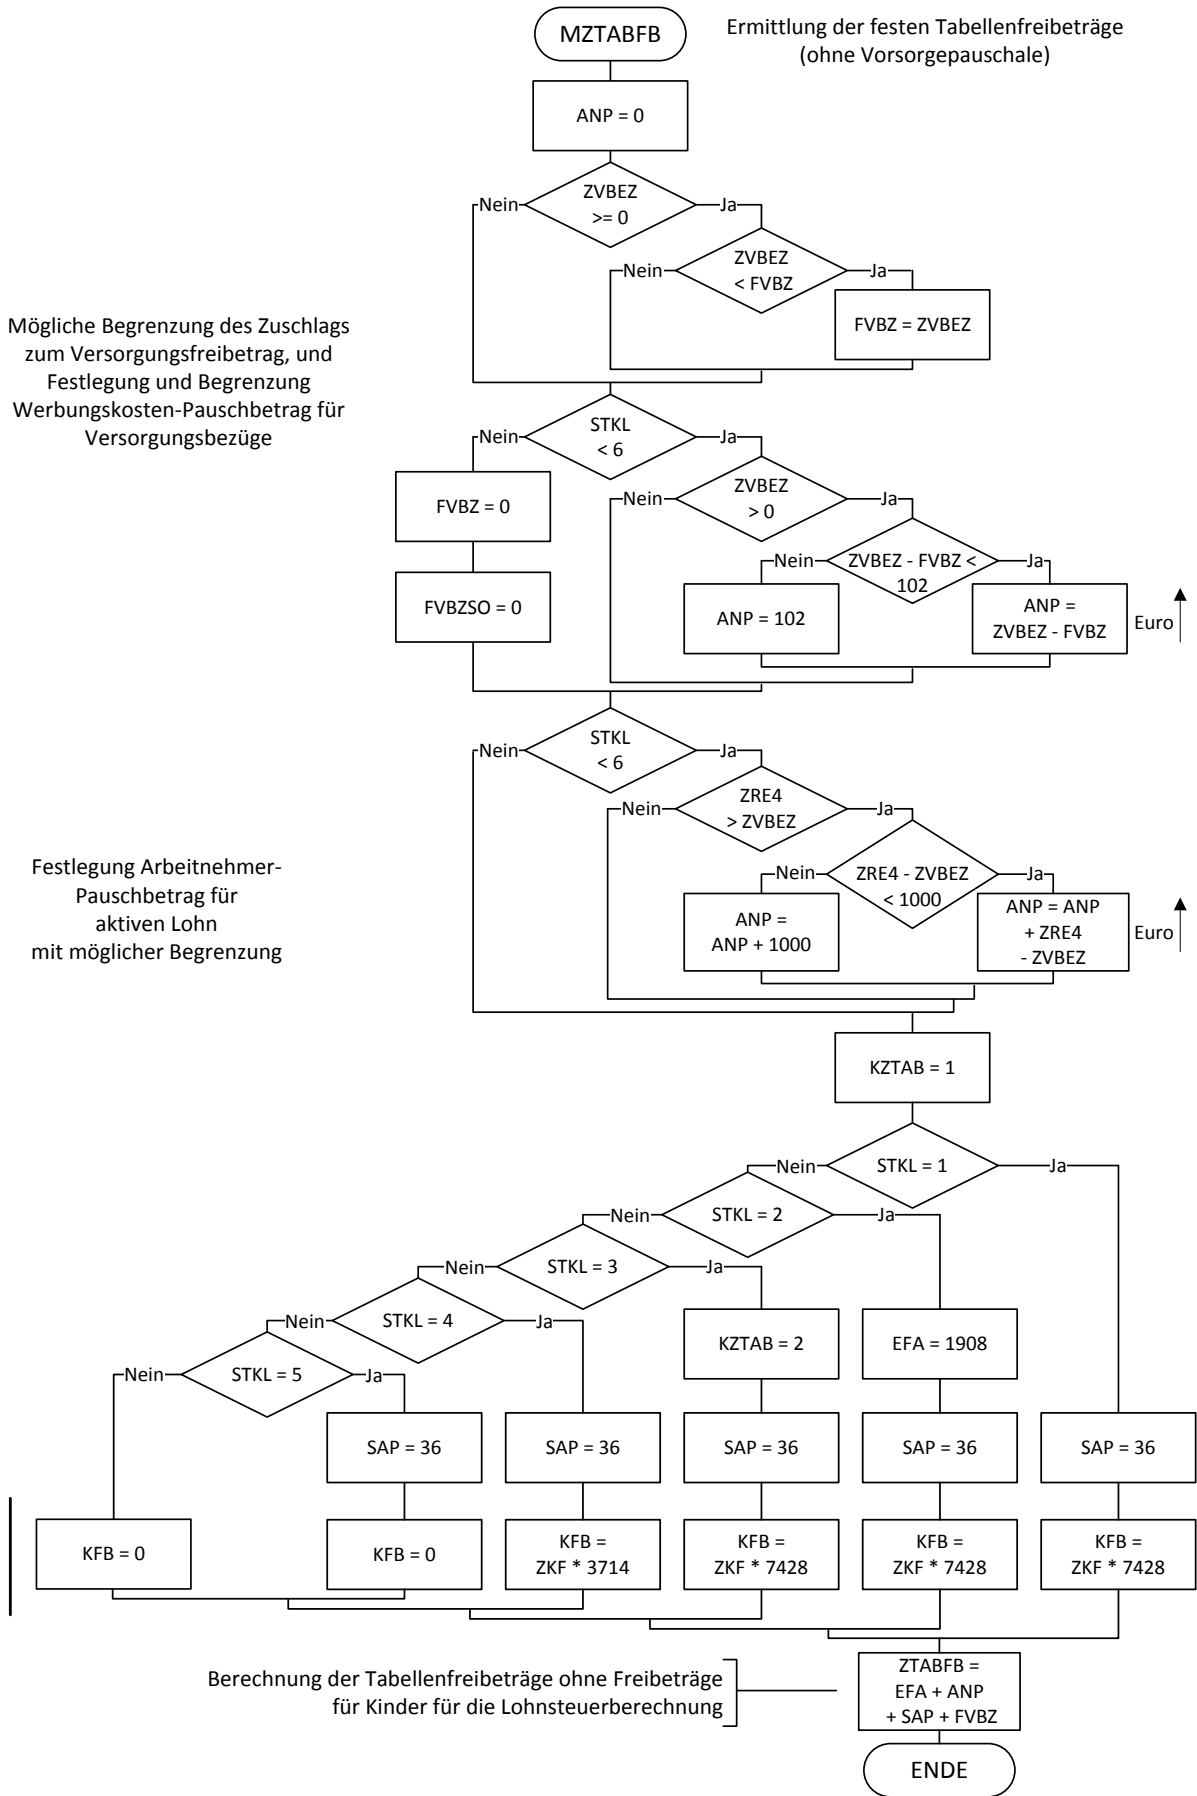 MZTABFB
Ermittlung der festen Tabellenfreibeträge
(ohne Vorsorgepauschale)
ANP = 0
ZVBEZ
>= 0
Nein
Ja
ZVBEZ
< FVBZ
Nein
Ja
FVBZ = ZVBEZ
Mögliche Begrenzung des Zuschlags
zum Versorgungsfreibetrag, und
Festlegung und Begrenzung
Werbungskosten-Pauschbetrag für
Versorgungsbezüge
STKL
< 6
Nein
Ja
FVBZ = 0
FVBZSO = 0
ZVBEZ
> 0
Nein
Ja
ZVBEZ - FVBZ <
102
Nein
Ja
ANP = 102
ANP =
ZVBEZ - FVBZ
Euro
STKL
< 6
Nein
Ja
ZRE4
> ZVBEZ
Nein
Ja
Festlegung Arbeitnehmer-
Pauschbetrag für
aktiven Lohn
mit möglicher Begrenzung
ZRE4 - ZVBEZ
< 1000
Nein
Ja
ANP =
ANP + 1000
ANP = ANP
+ ZRE4
- ZVBEZ
Euro
KZTAB = 1
STKL = 1
Nein
Ja
STKL = 2
Nein
Ja
STKL = 3
Nein
Ja
STKL = 4
Nein
Ja
KZTAB = 2
EFA = 1908
STKL = 5
Nein
Ja
SAP = 36
SAP = 36
SAP = 36
SAP = 36
SAP = 36
KFB = 0
KFB = 0
KFB =
ZKF * 3714
KFB =
ZKF * 7428
KFB =
ZKF * 7428
KFB =
ZKF * 7428
Berechnung der Tabellenfreibeträge ohne Freibeträge
für Kinder für die Lohnsteuerberechnung
ZTABFB =
EFA + ANP
+ SAP + FVBZ
ENDE